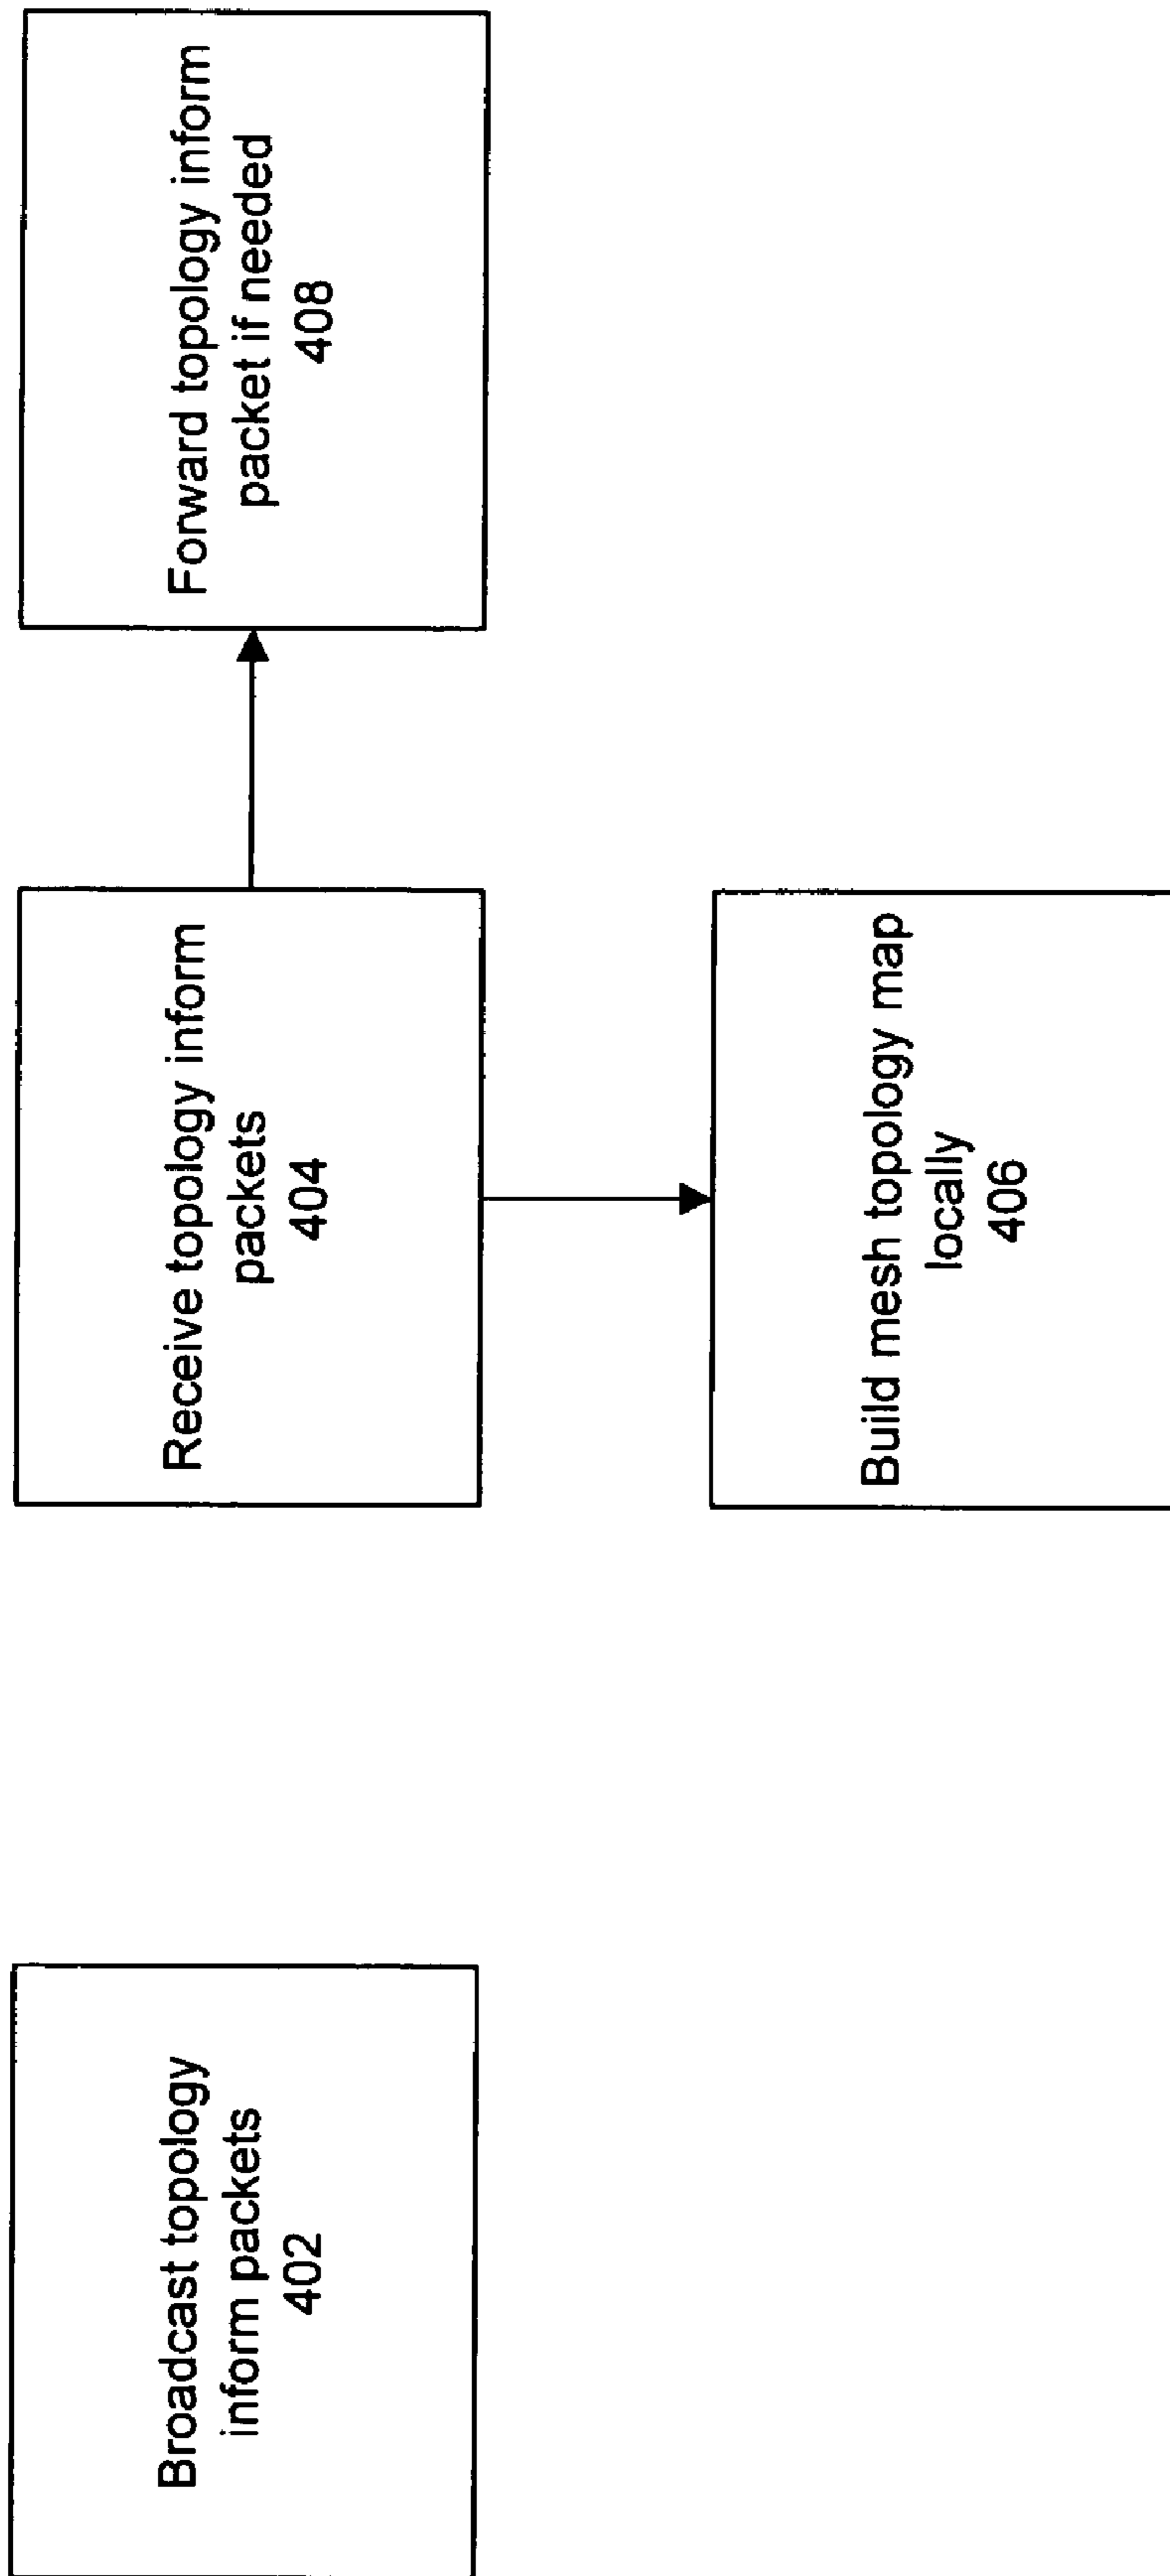 Broadcast topology
inform packets
402
Receive topology inform
packets
404
Forward topology inform
packet if needed
408
Build mesh topology map
locally
406